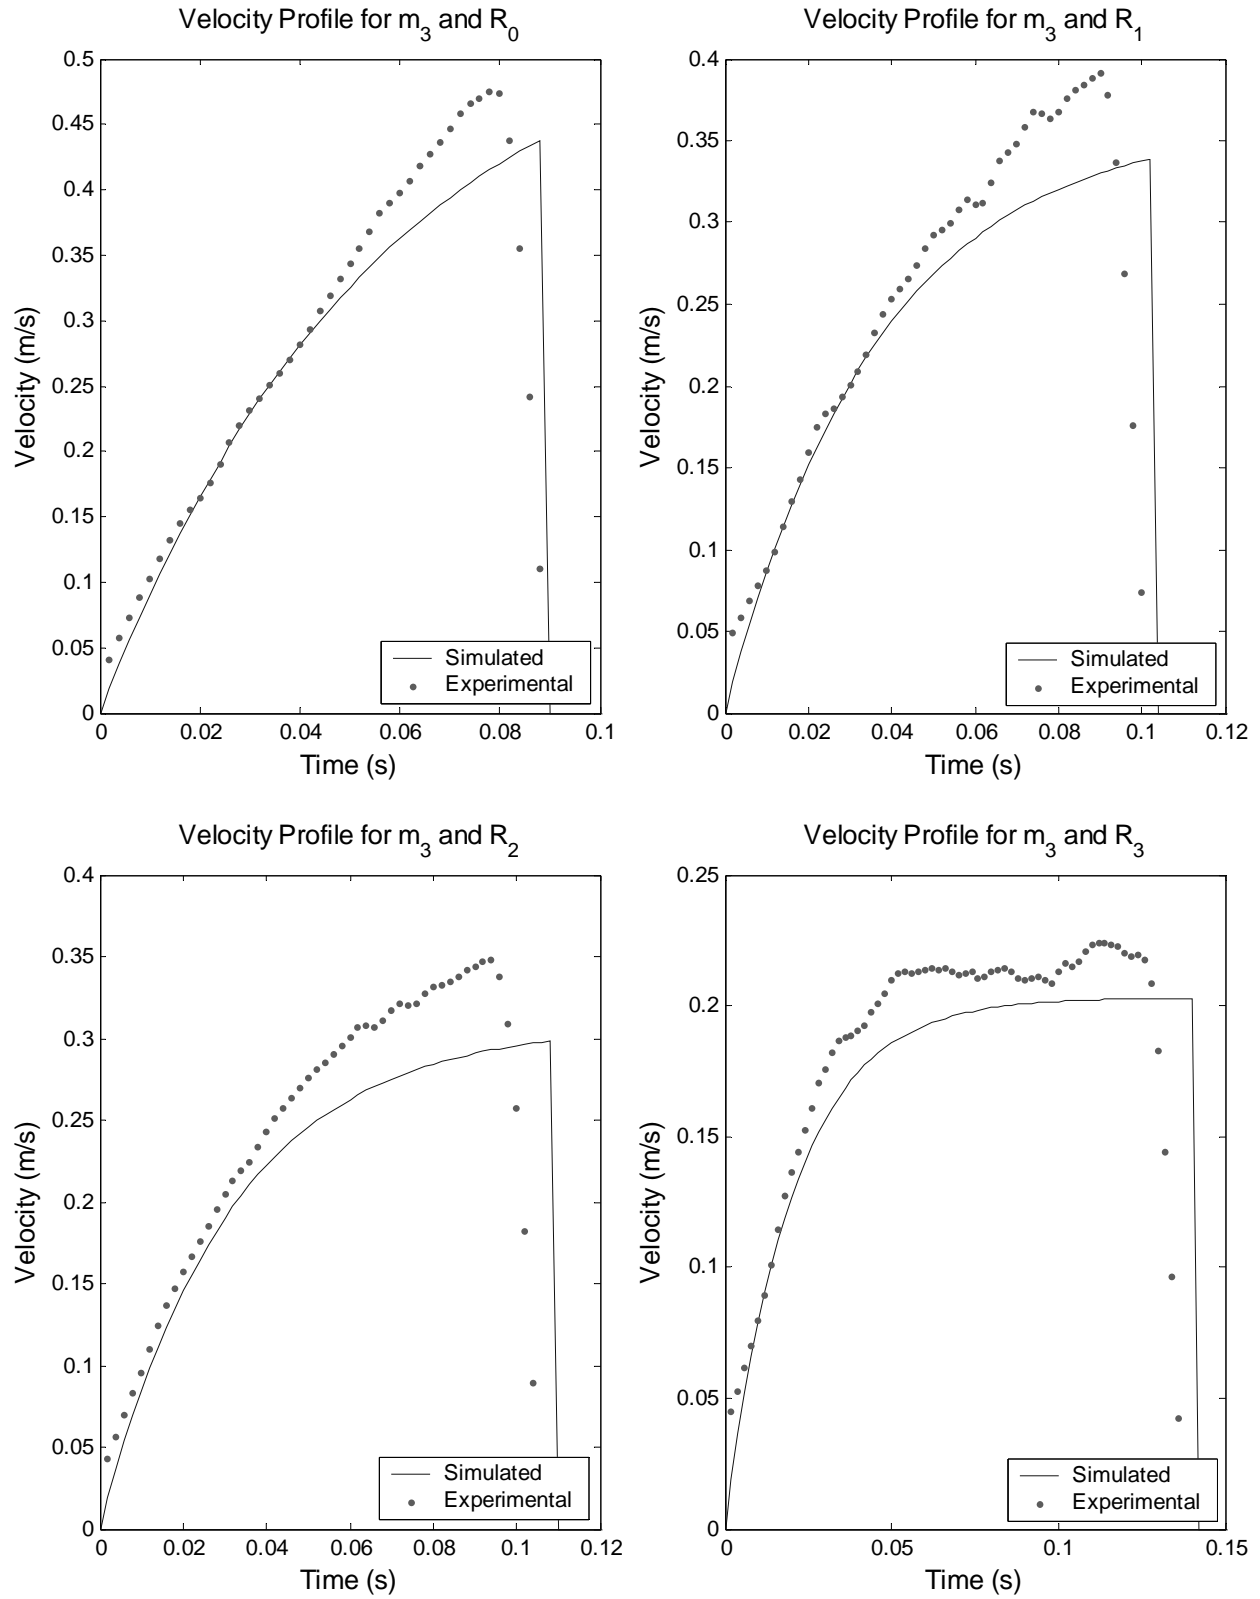 Velocity Profile for m3 and R0
0.5
0.45
0.4
0.35
0.3
0.25
0.2
0.15
0.1
0.05
0
Velocity (m/s)
Simulated
Experimental
0 0.02 0.04 0.06 0.08 0.1
Time (s)
Velocity Profile for m3 and R1
0.4
0.35
0.3
0.25
0.2
0.15
0.1
0.05
0
Velocity (m/s)
Simulated
Experimental
0 0.02 0.04 0.06 0.08 0.1 0.12
Time (s)
Velocity Profile for m3 and R2
0.4
0.35
0.3
0.25
0.2
0.15
0.1
0.05
0
Velocity (m/s)
Simulated
Experimental
0 0.02 0.04 0.06 0.08 0.1 0.12
Time (s)
Velocity Profile for m3 and R3
0.25
0.2
0.15
0.1
0.05
0
Velocity (m/s)
Simulated
Experimental
0 0.05 0.1 0.15
Time (s)